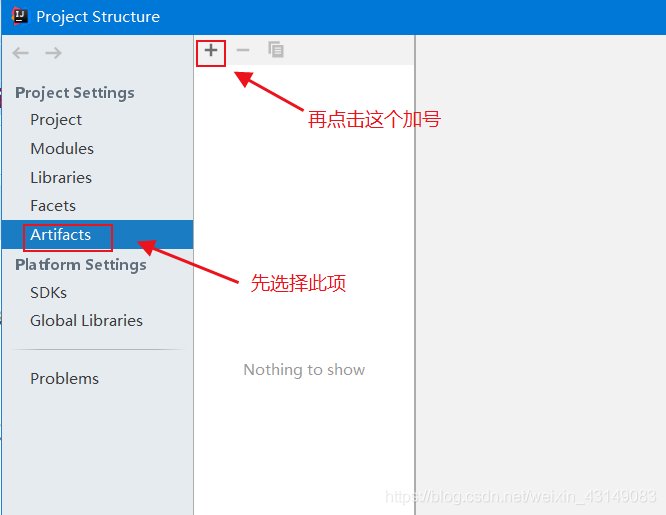 Project Structure
Project Settings
再点击这个加号
Project
Modules
Libraries
Facets
Artifacts
Platform Settings
先选择此项
SDKs
Global Libraries
Nothing to show
Problems
https://blog.csdn.net/weixin_43149083